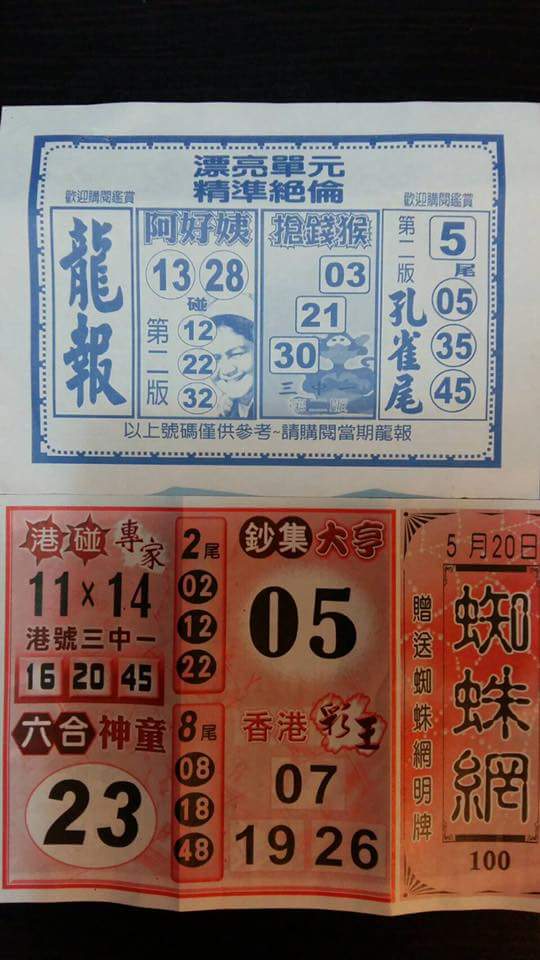 漂亮單元
精準絕倫
歡迎購閱鑑賞
歡迎購閱鑑賞
龍報
阿好姨
13 28
碰
第二版
12
22
32
搶錢猴
03
21
30
三中一
第二版
第二版
孔雀尾
5
尾
05
35
45
以上號碼僅供參考~請購閱當期龍報
港碰專家
11 x 14
港號三中一
16 20 45
六合神童
23
2尾
02
12
22
8尾
08
18
48
鈔集大亨
05
香港彩王
07
19 26
5月20日
贈送蜘蛛網明牌
蜘蛛網
100